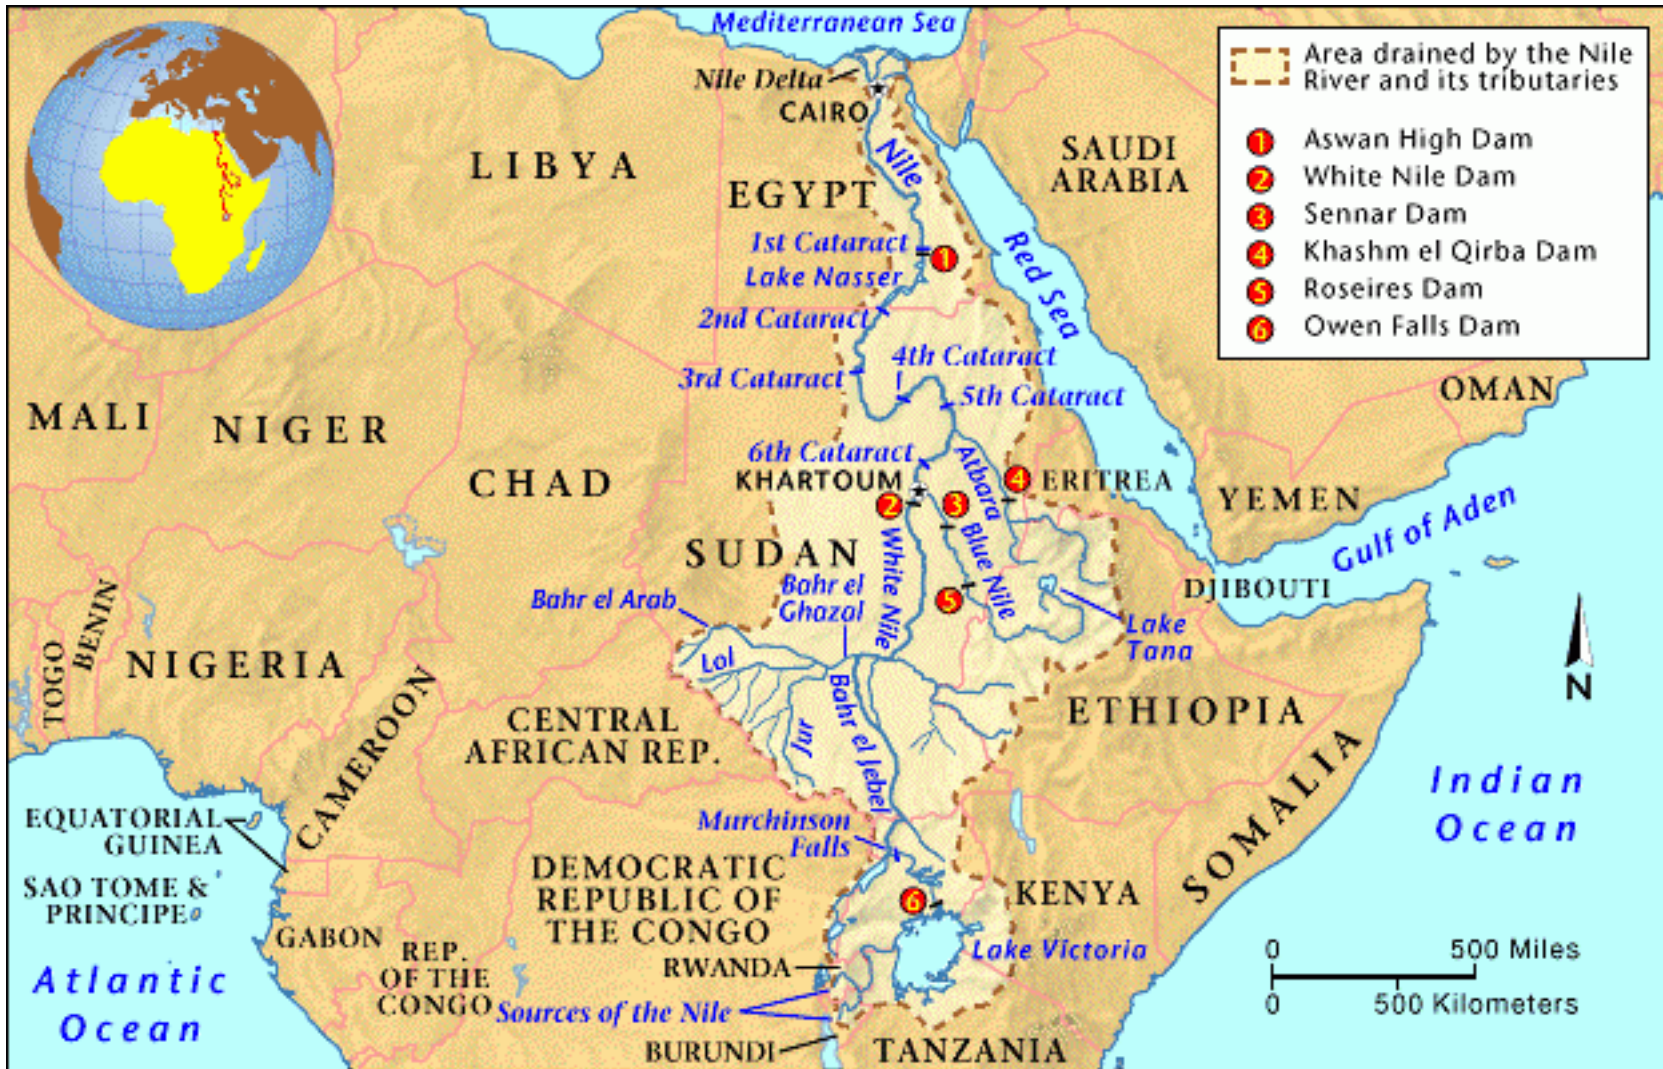 Mediterranean Sea
Nile Delta
CAIRO
LIBYA
Nile
EGYPT
SAUDI
ARABIA
1st Cataract
1
Lake Nasser
Red Sea
2nd Cataract
4th Cataract
3rd Cataract
5th Cataract
OMAN
MALI
NIGER
6th Cataract
CHAD
KHARTOUM
Atbara
4
ERITREA
2
3
YEMEN
Gulf of Aden
SUDAN
White Nile
Blue Nile
Bahr el Arab
Bahr el
Ghazal
5
DJIBOUTI
Lake
Tana
BENIN
TOGO
NIGERIA
Lol
CAMEROON
CENTRAL
AFRICAN REP.
Jur
Bahr el Jebel
ETHIOPIA
N
SOMALIA
Indian
Ocean
EQUATORIAL
GUINEA
Murchinson
Falls
SAO TOME &
PRINCIPE
DEMOCRATIC
REPUBLIC OF
THE CONGO
6
KENYA
GABON
REP.
OF THE
CONGO
RWANDA
Lake Victoria
Atlantic
Ocean
Sources of the Nile
BURUNDI
TANZANIA
0 500 Miles
0 500 Kilometers
Area drained by the Nile
River and its tributaries
1 Aswan High Dam
2 White Nile Dam
3 Sennar Dam
4 Khashm el Qirba Dam
5 Roseires Dam
6 Owen Falls Dam